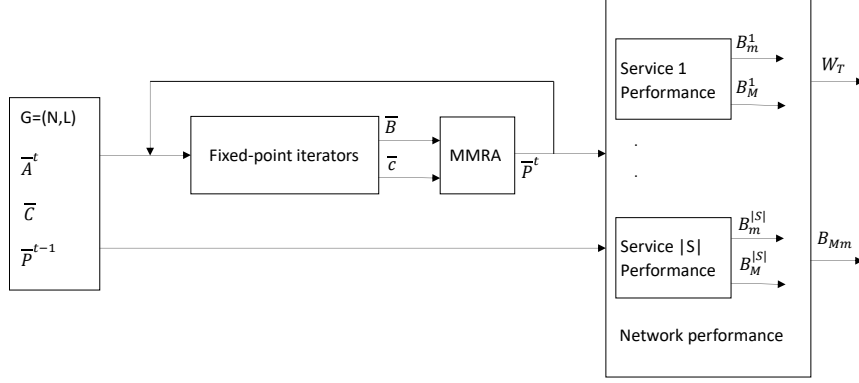 G=(N,L)
A̅ᵗ
C̅
P̅ᵗ⁻¹
Fixed-point iterators
B̅
c̅
MMRA
P̅ᵗ
Service 1
Performance
B_m^1
B_M^1
.
.
Service |S|
Performance
B_m^{|S|}
B_M^{|S|}
Network performance
W_T
B_{Mm}